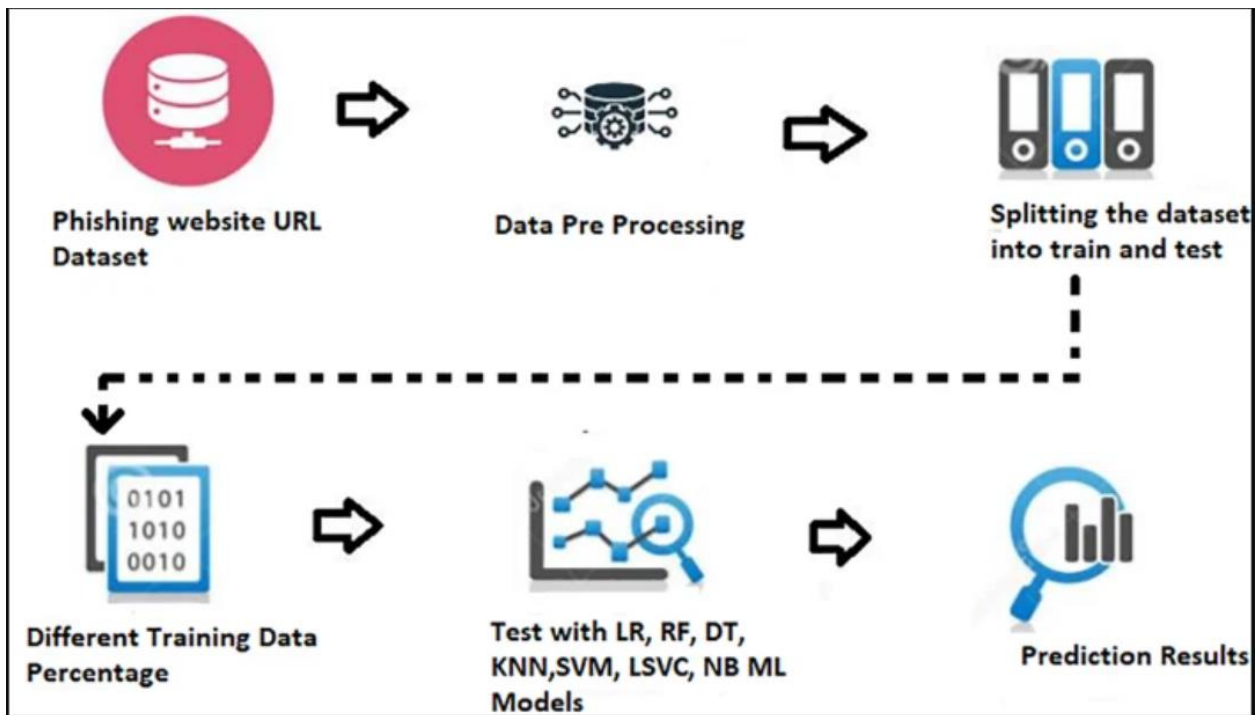 Phishing website URL
Dataset
Data Pre Processing
Splitting the dataset
into train and test
0101
1010
0010
Different Training Data
Percentage
Test with LR, RF, DT,
KNN,SVM, LSVC, NB ML
Models
Prediction Results